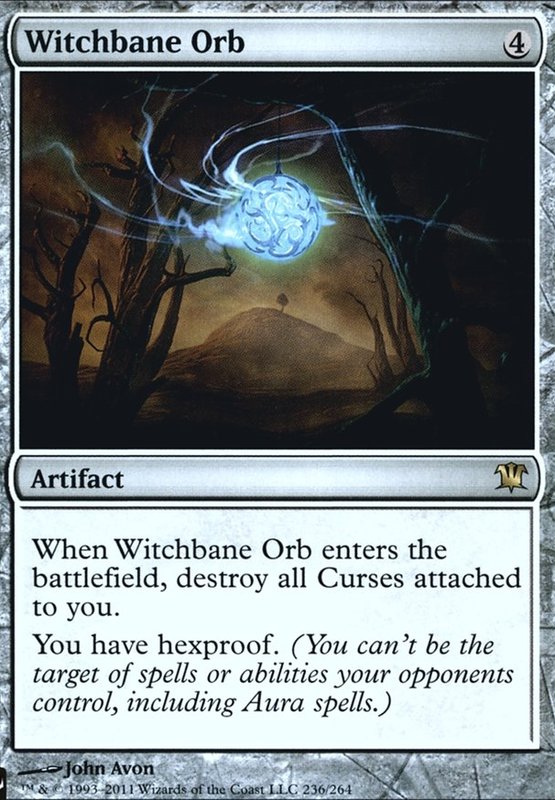 Witchbane Orb 4
Artifact
When Witchbane Orb enters the
battlefield, destroy all Curses attached
to you.
You have hexproof. (You can't be the
target of spells or abilities your opponents
control, including Aura spells.)
John Avon
™ & © 1993–2011 Wizards of the Coast LLC 236/264